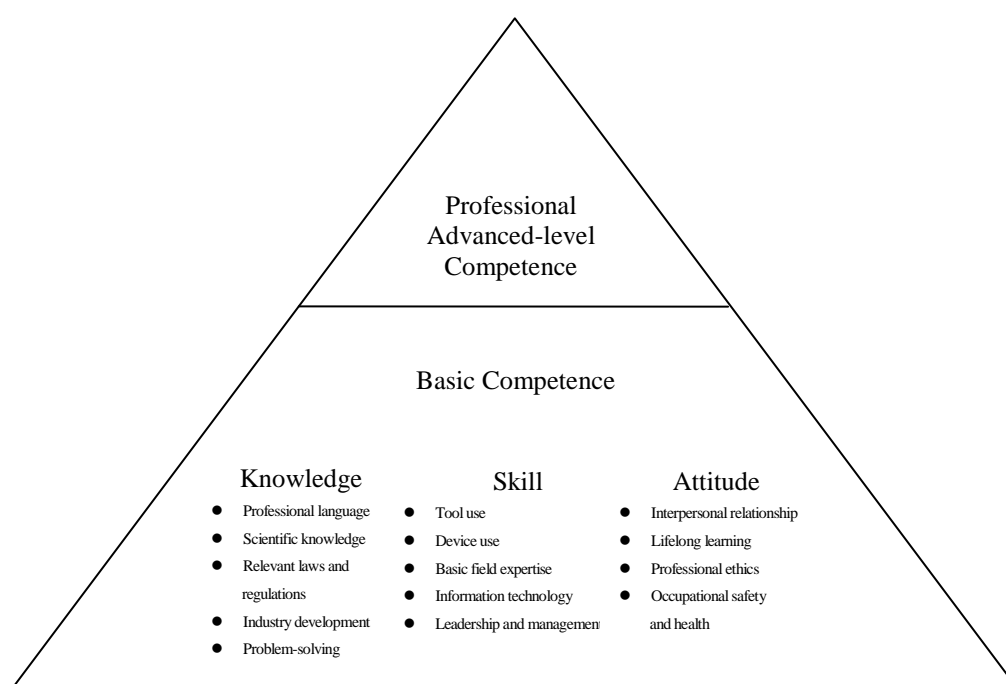 Professional
Advanced-level
Competence
Basic Competence
Knowledge
● Professional language
● Scientific knowledge
● Relevant laws and
regulations
● Industry development
● Problem-solving
Skill
● Tool use
● Device use
● Basic field expertise
● Information technology
● Leadership and management
Attitude
● Interpersonal relationship
● Lifelong learning
● Professional ethics
● Occupational safety
and health